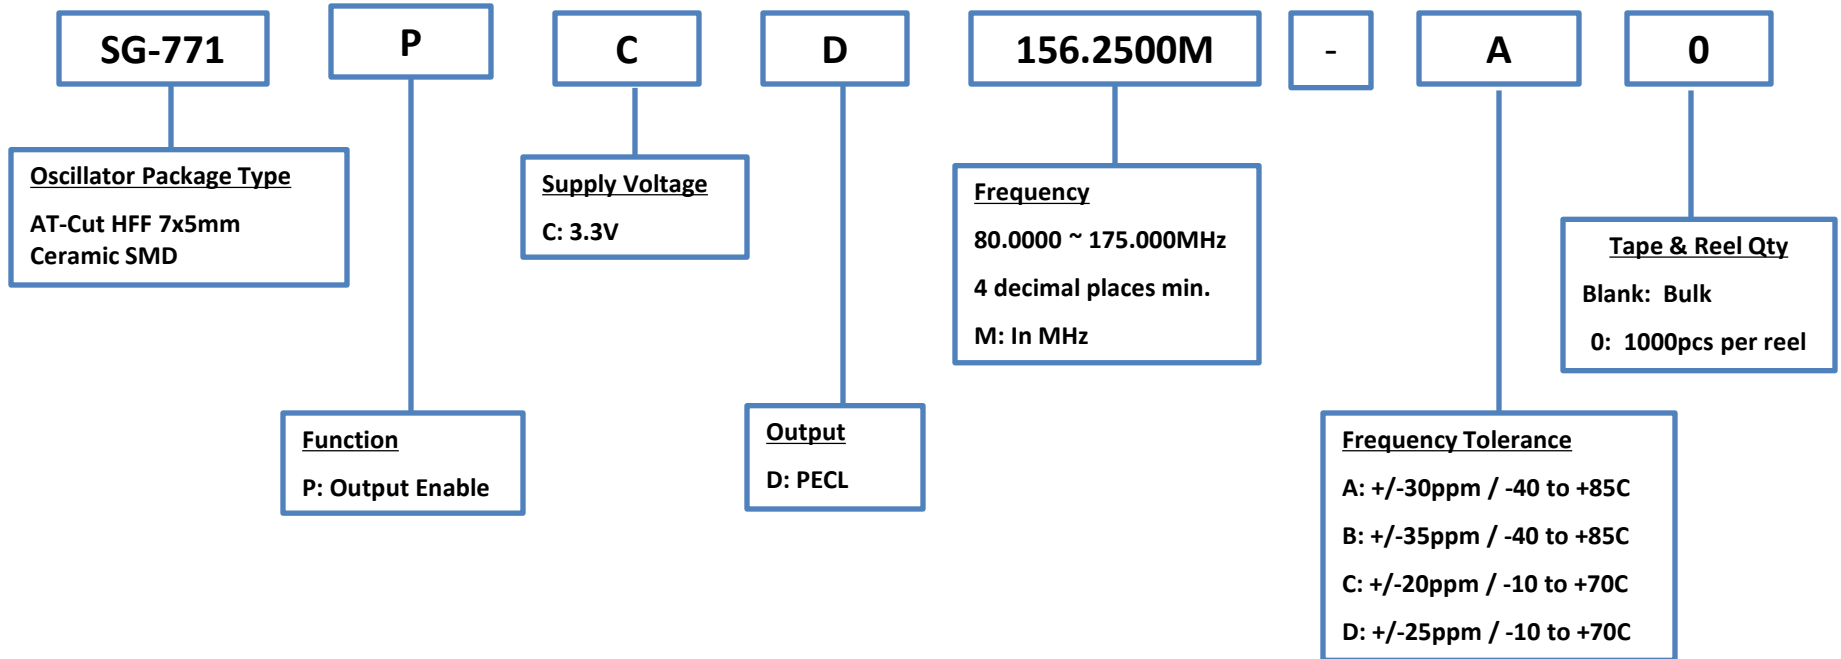 SG-771 P C D 156.2500M - A 0
Oscillator Package Type
AT-Cut HFF 7x5mm
Ceramic SMD
Supply Voltage
C: 3.3V
Frequency
80.0000 ~ 175.000MHz
4 decimal places min.
M: In MHz
Tape & Reel Qty
Blank: Bulk
0: 1000pcs per reel
Function
P: Output Enable
Output
D: PECL
Frequency Tolerance
A: +/-30ppm / -40 to +85C
B: +/-35ppm / -40 to +85C
C: +/-20ppm / -10 to +70C
D: +/-25ppm / -10 to +70C